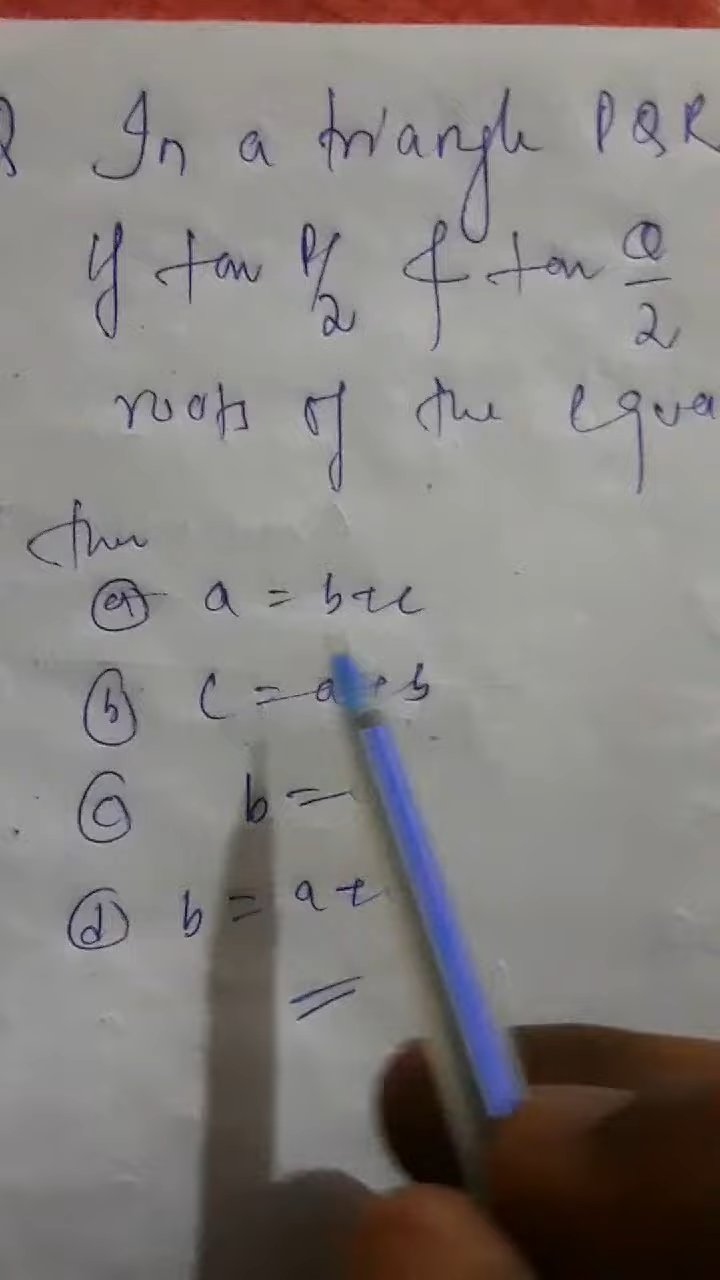 Q In a triangle PQR
If tan P/2 & tan Q/2
roots of the equa
then
(a) a = b+c
(b) c = a+b
(c) b =
(d) b = a+